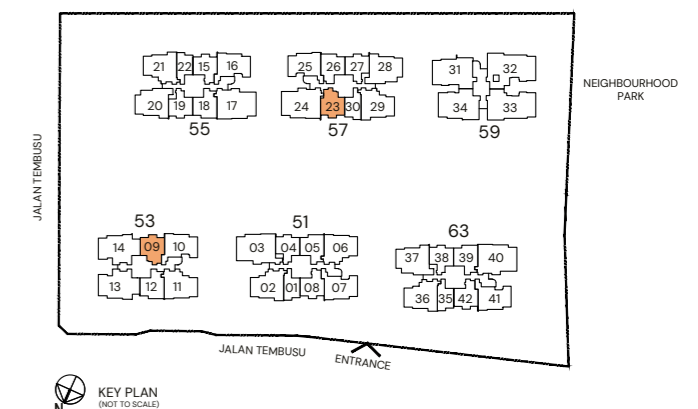 21 22 15 16
20 19 18 17
55
25 26 27 28
24 23 30 29
57
31 32
34 33
59
NEIGHBOURHOOD
PARK
JALAN TEMBUSU
53
14 09 10
13 12 11
51
03 04 05 06
02 01 08 07
63
37 38 39 40
36 35 42 41
JALAN TEMBUSU
ENTRANCE
N
KEY PLAN
(NOT TO SCALE)